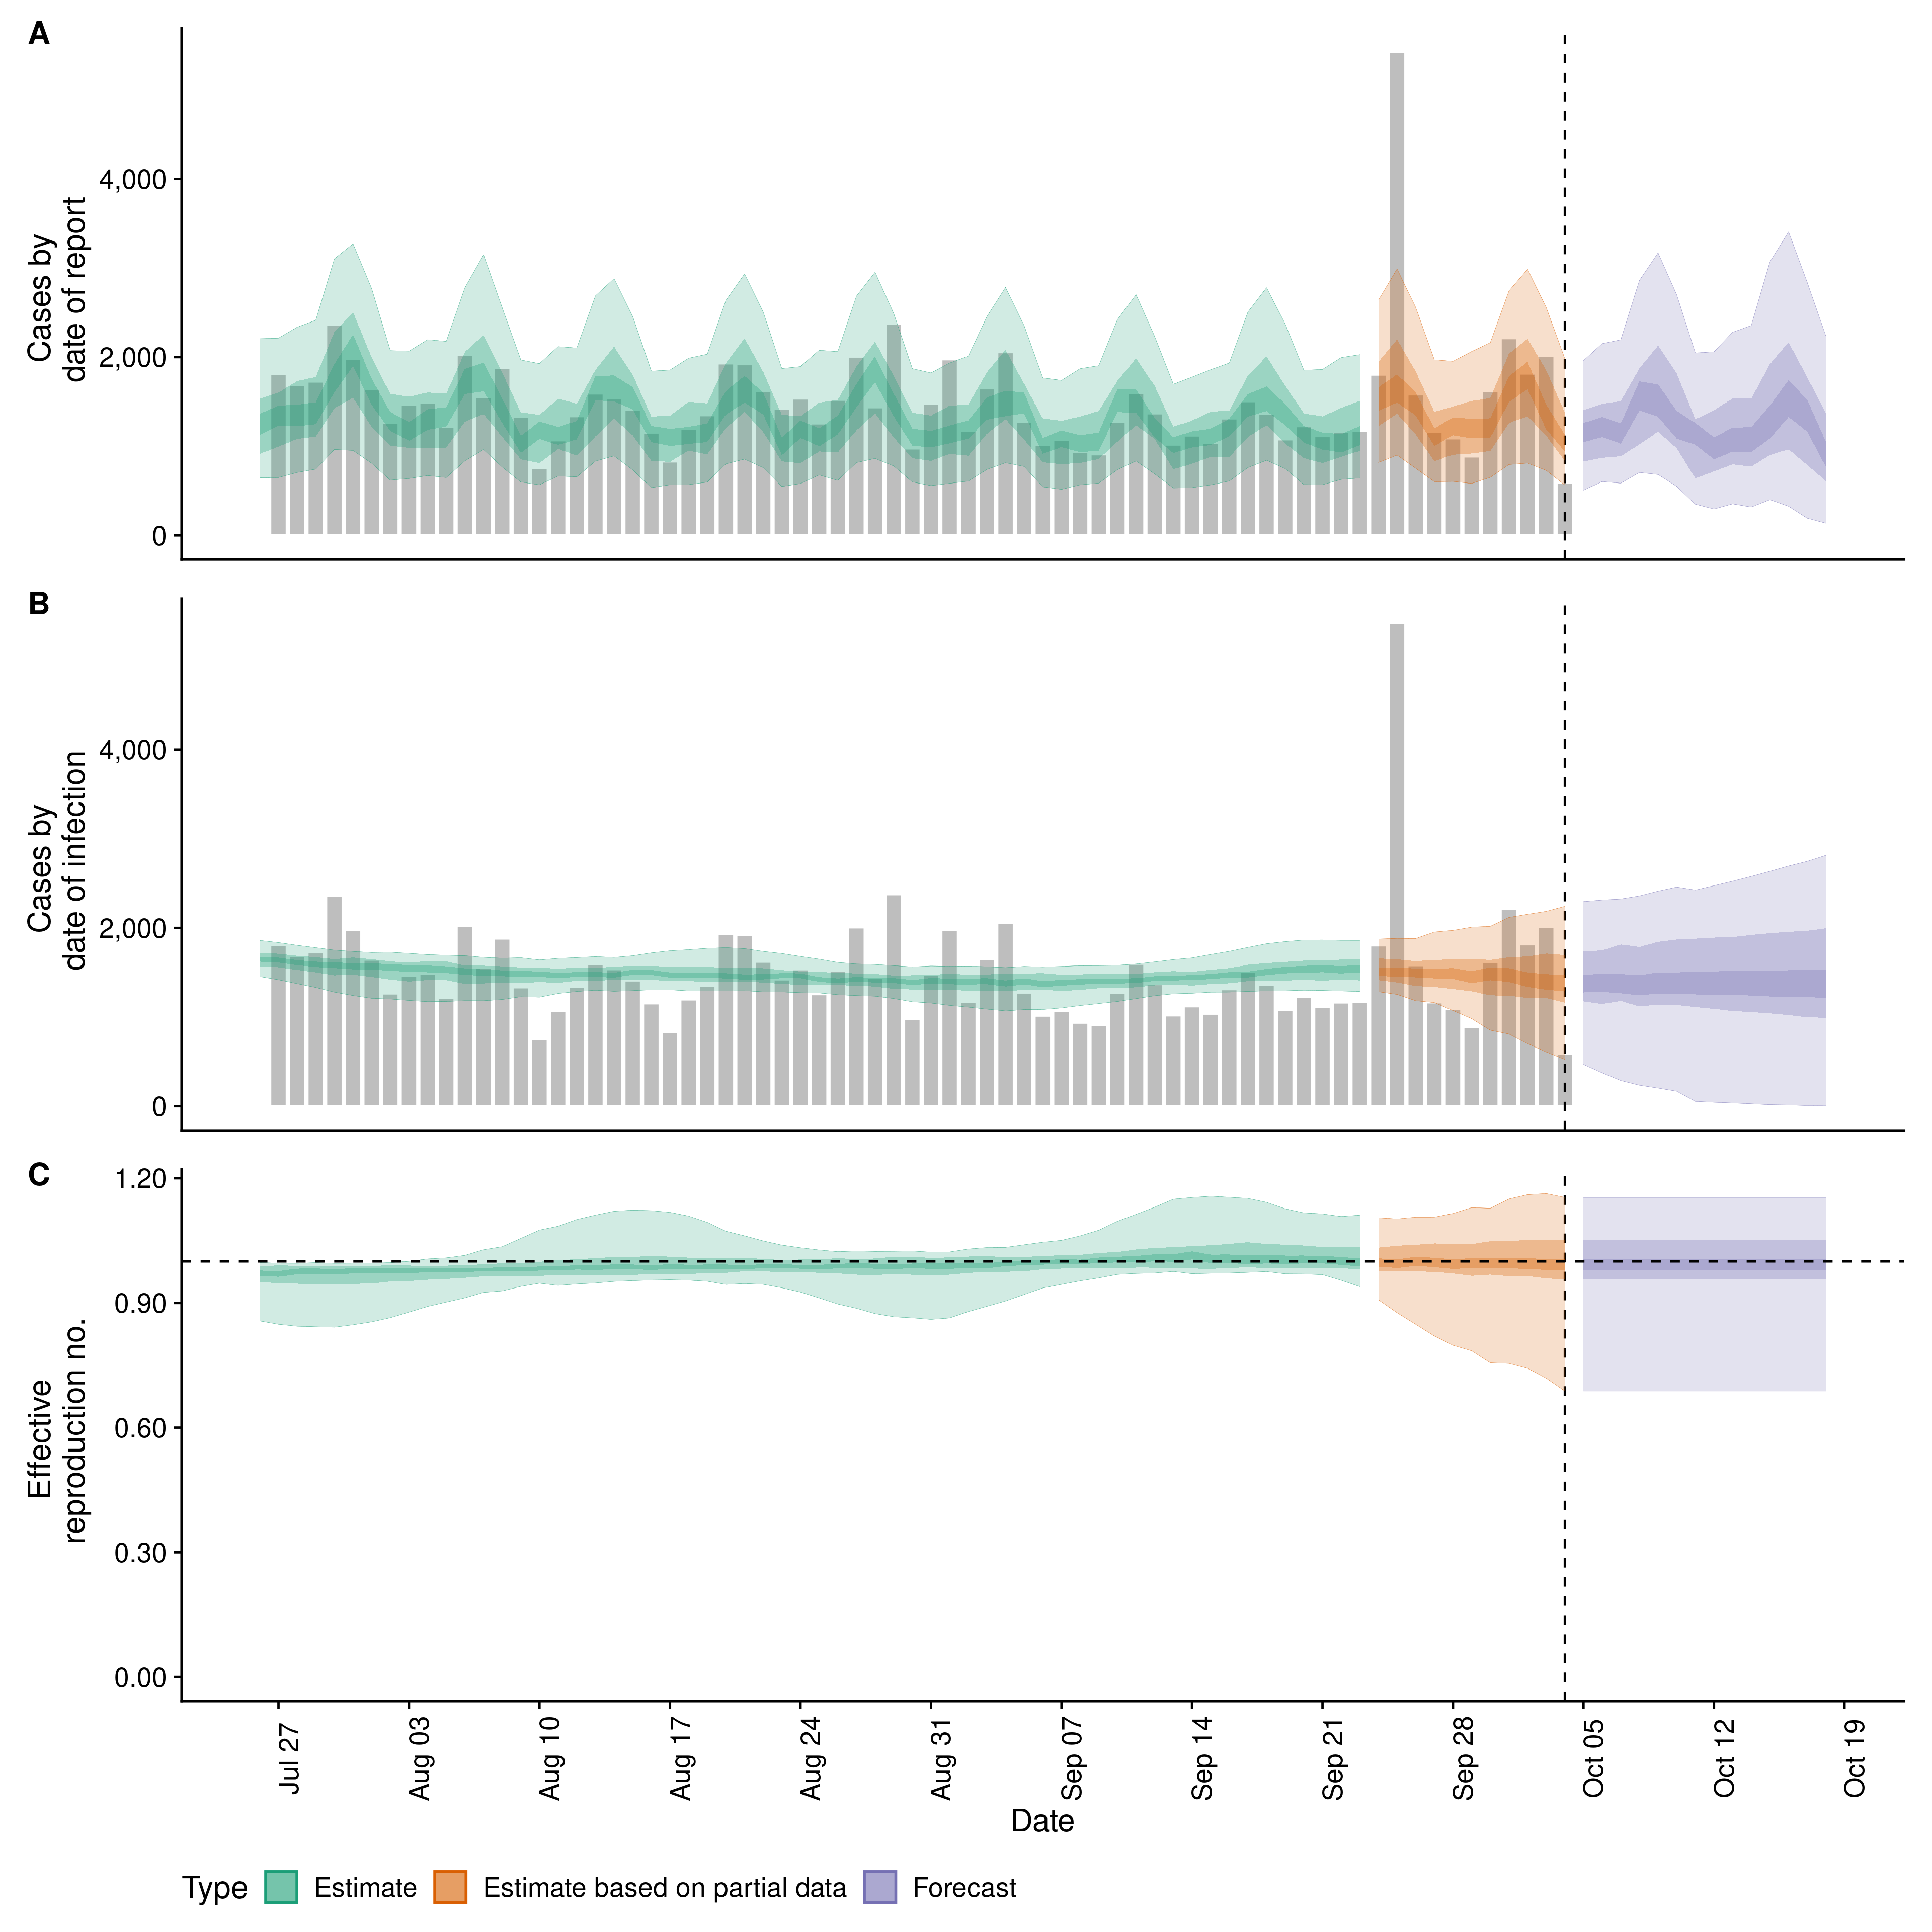 A
Cases by
date of report
4,000
2,000
0
B
Cases by
date of infection
4,000
2,000
0
C
Effective
reproduction no.
1.20
0.90
0.60
0.30
0.00
Jul 27
Aug 03
Aug 10
Aug 17
Aug 24
Aug 31
Sep 07
Sep 14
Sep 21
Sep 28
Oct 05
Oct 12
Oct 19
Date
Type Estimate Estimate based on partial data Forecast